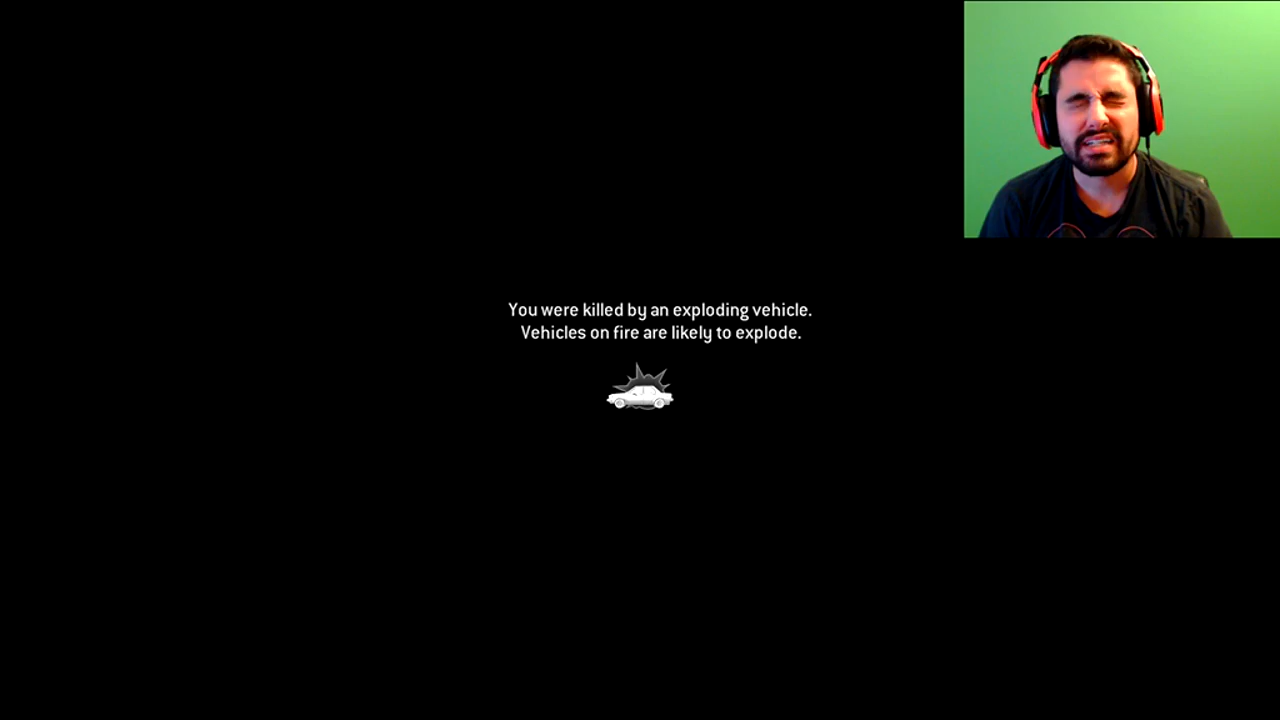 You were killed by an exploding vehicle.
Vehicles on fire are likely to explode.